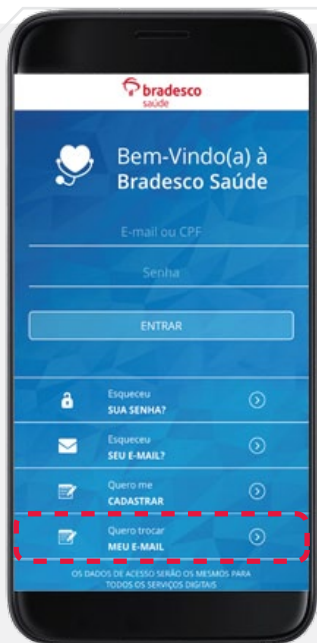 bradesco
saúde
Bem-Vindo(a) à
Bradesco Saúde
E-mail ou CPF
Senha
ENTRAR
Esqueceu
SUA SENHA?
Esqueceu
SEU E-MAIL?
Quero me
CADASTRAR
Quero trocar
MEU E-MAIL
OS DADOS DE ACESSO SERÃO OS MESMOS PARA
TODOS OS SERVIÇOS DIGITAIS